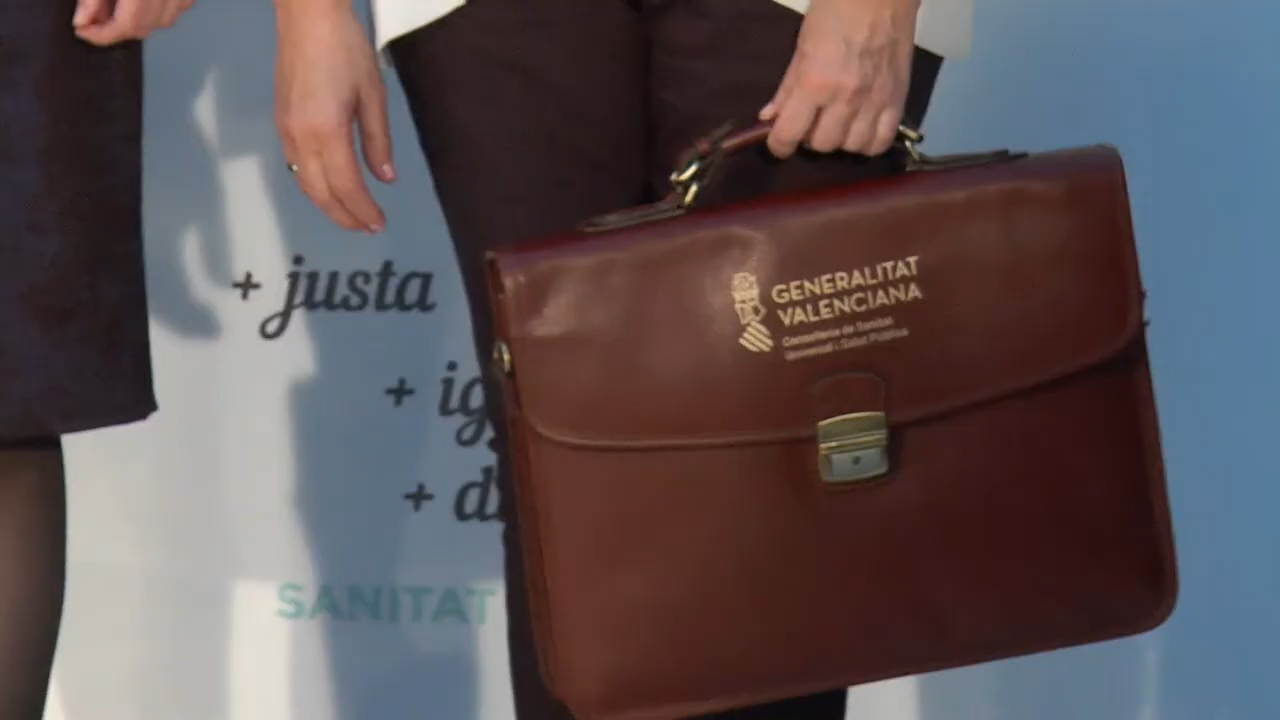 + justa
+
+
SANITAT
GENERALITAT
VALENCIANA
Conselleria de Sanitat
Universal i Salut Pública